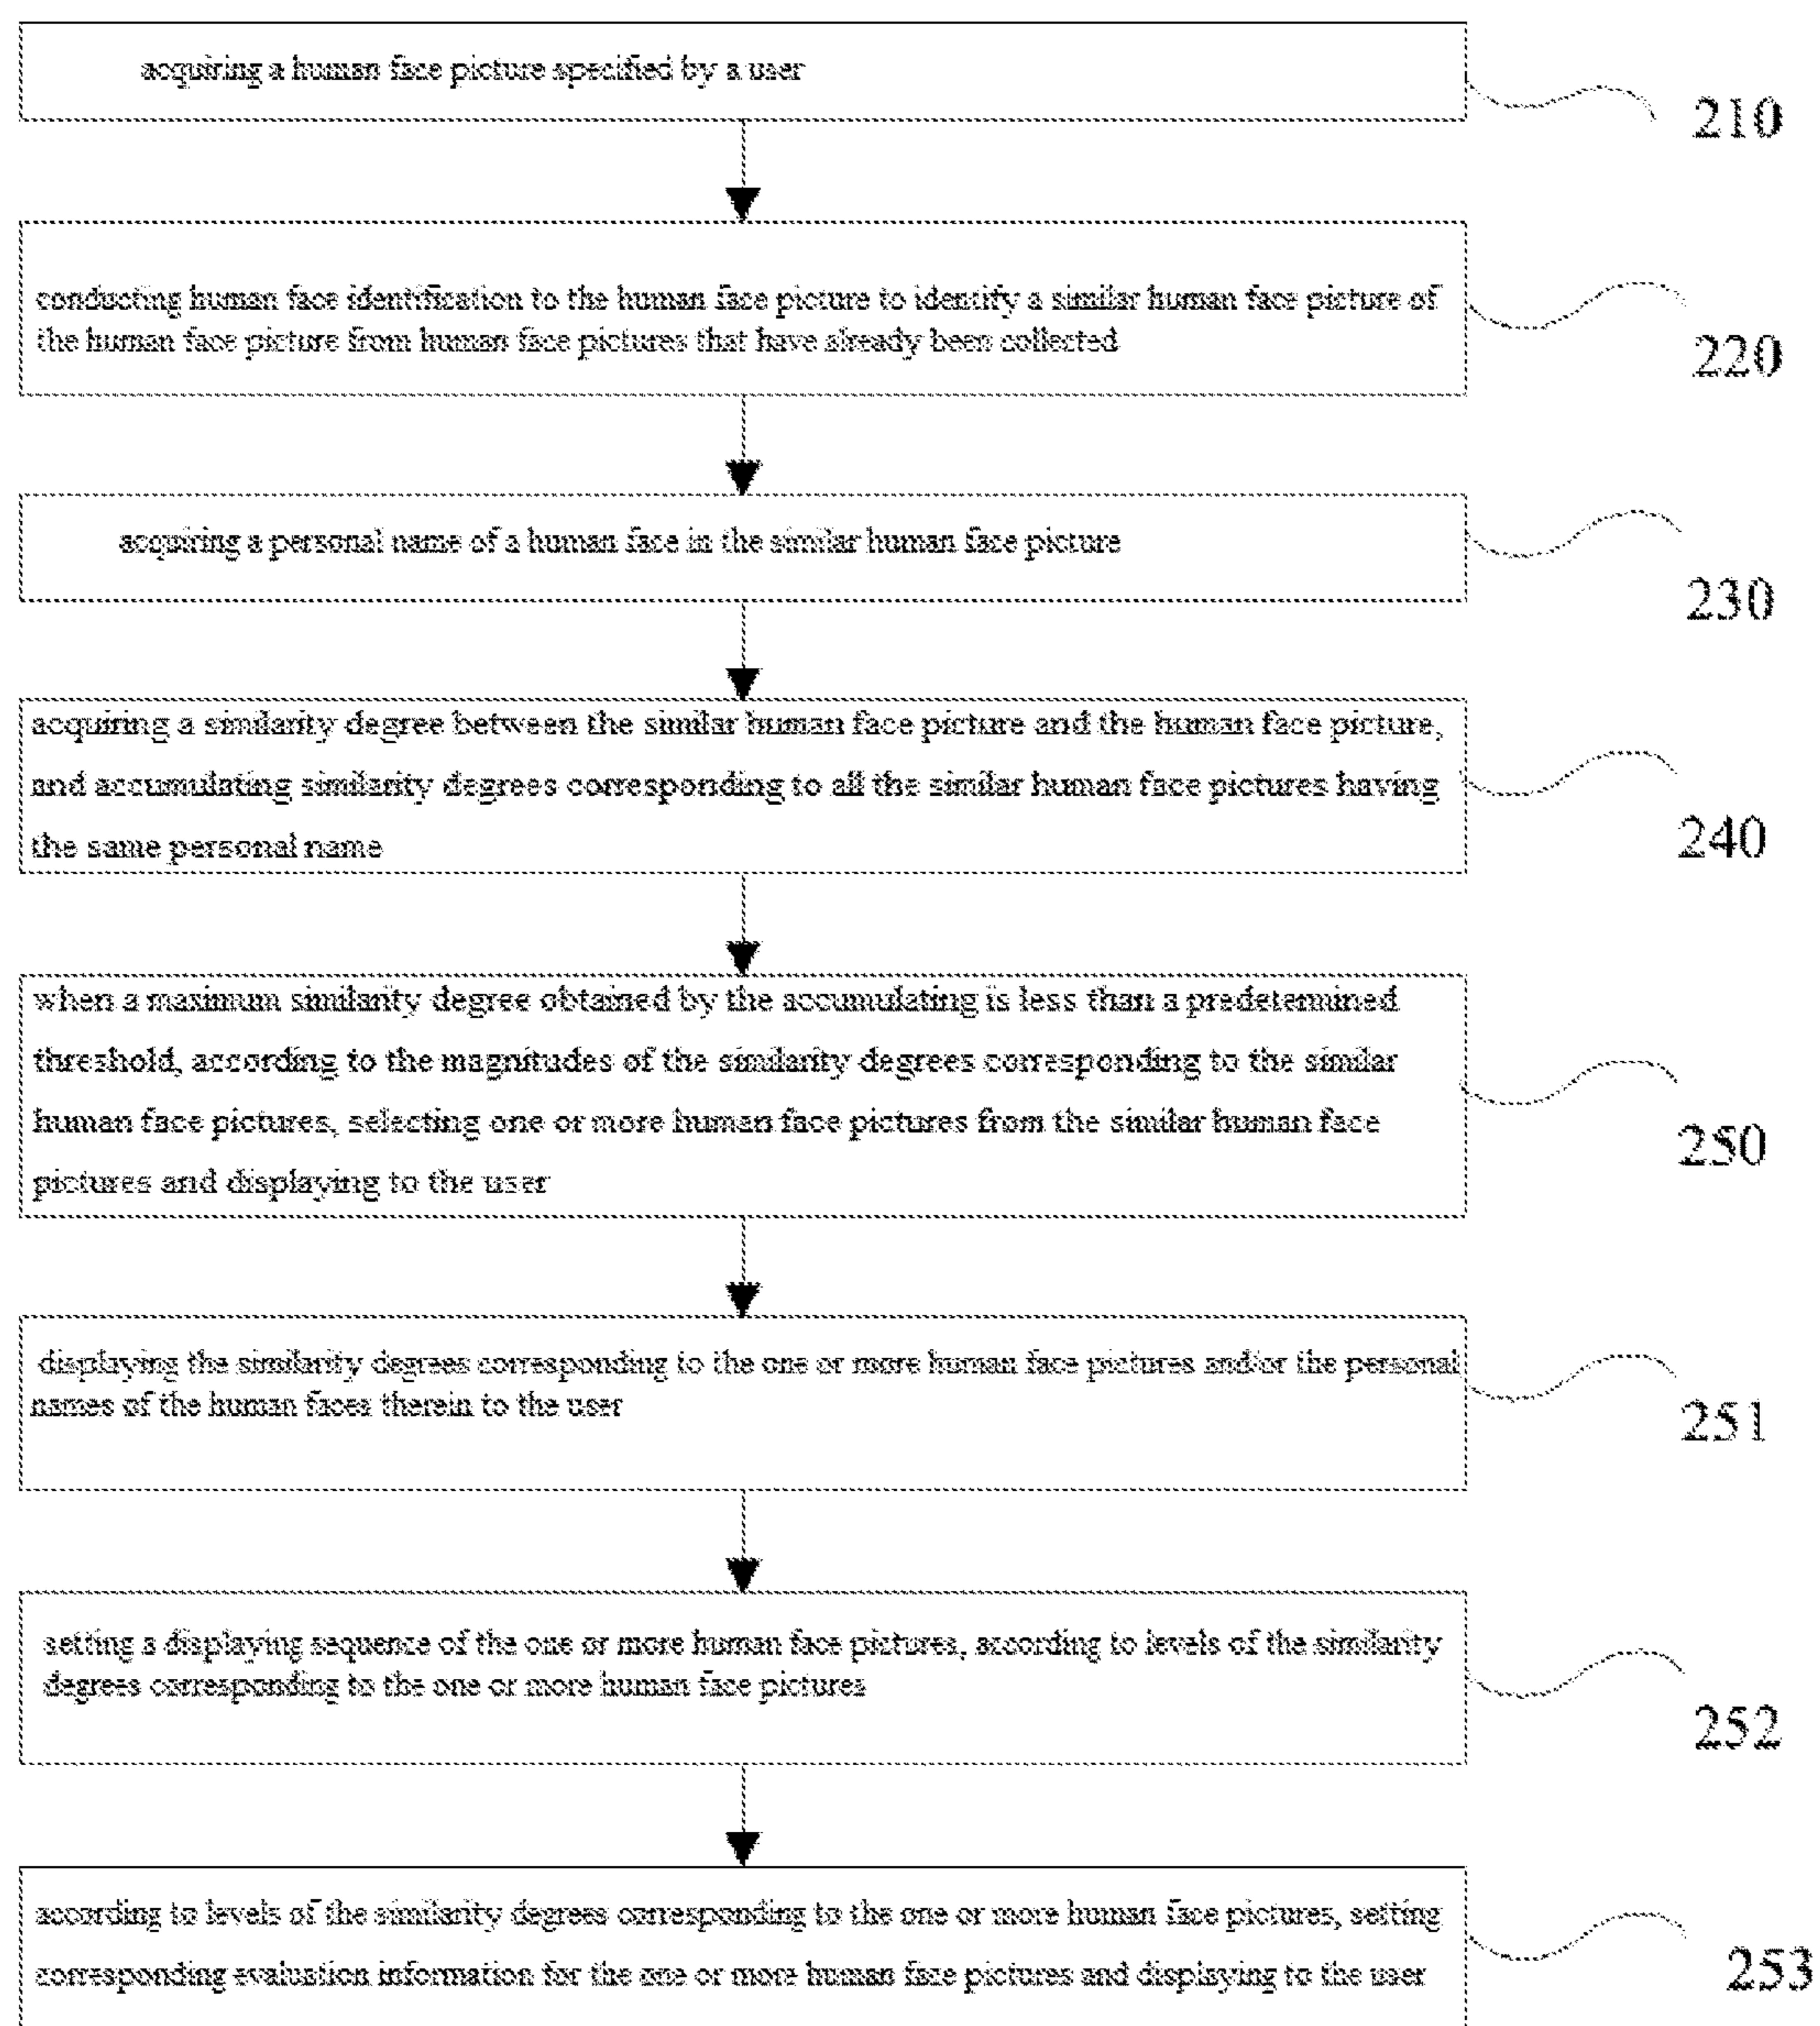 acquiring a human face picture specified by a user
210
conducting human face identification to the human face picture to identify a similar human face picture of
the human face picture from human face pictures that have already been collected
220
acquiring a personal name of a human face in the similar human face picture
230
acquiring a similarity degree between the similar human face picture and the human face picture,
and accumulating similarity degrees corresponding to all the similar human face pictures having
the same personal name
240
when a maximum similarity degree obtained by the accumulating is less than a predetermined
threshold, according to the magnitudes of the similarity degrees corresponding to the similar
human face pictures, selecting one or more human face pictures from the similar human face
pictures and displaying to the user
250
displaying the similarity degrees corresponding to the one or more human face pictures and/or the personal
names of the human faces therein to the user
251
setting a displaying sequence of the one or more human face pictures, according to levels of the similarity
degrees corresponding to the one or more human face pictures
252
according to levels of the similarity degrees corresponding to the one or more human face pictures, setting
corresponding evaluation information for the one or more human face pictures and displaying to the user
253